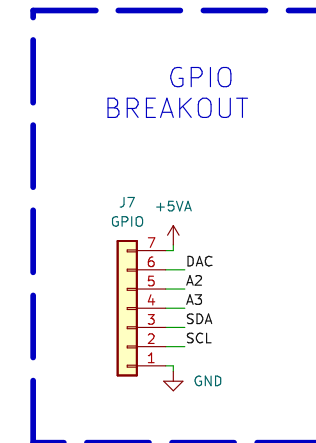 GPIO
BREAKOUT
J7
+5VA
GPIO
7
6 DAC
5 A2
4 A3
3 SDA
2 SCL
1
GND